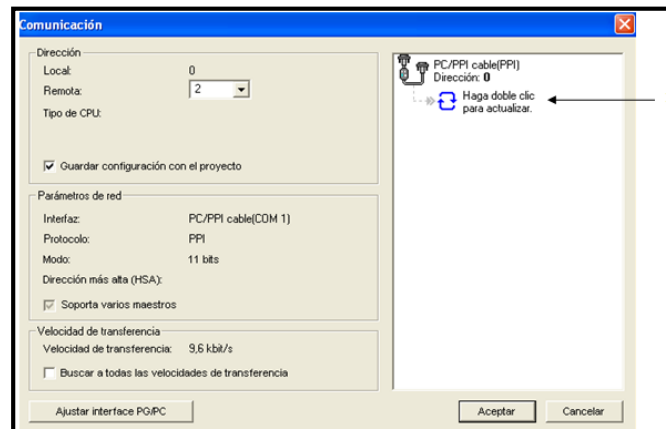 Comunicación
Dirección
Local: 0
Remota: 2
Tipo de CPU:
Guardar configuración con el proyecto
Parámetros de red
Interfaz: PC/PPI cable(COM 1)
Protocolo: PPI
Modo: 11 bits
Dirección más alta (HSA):
Soporta varios maestros
Velocidad de transferencia
Velocidad de transferencia: 9,6 kbit/s
Buscar a todas las velocidades de transferencia
Ajustar interface PG/PC
PC/PPI cable(PPI)
Dirección: 0
Haga doble clic
para actualizar.
Aceptar
Cancelar